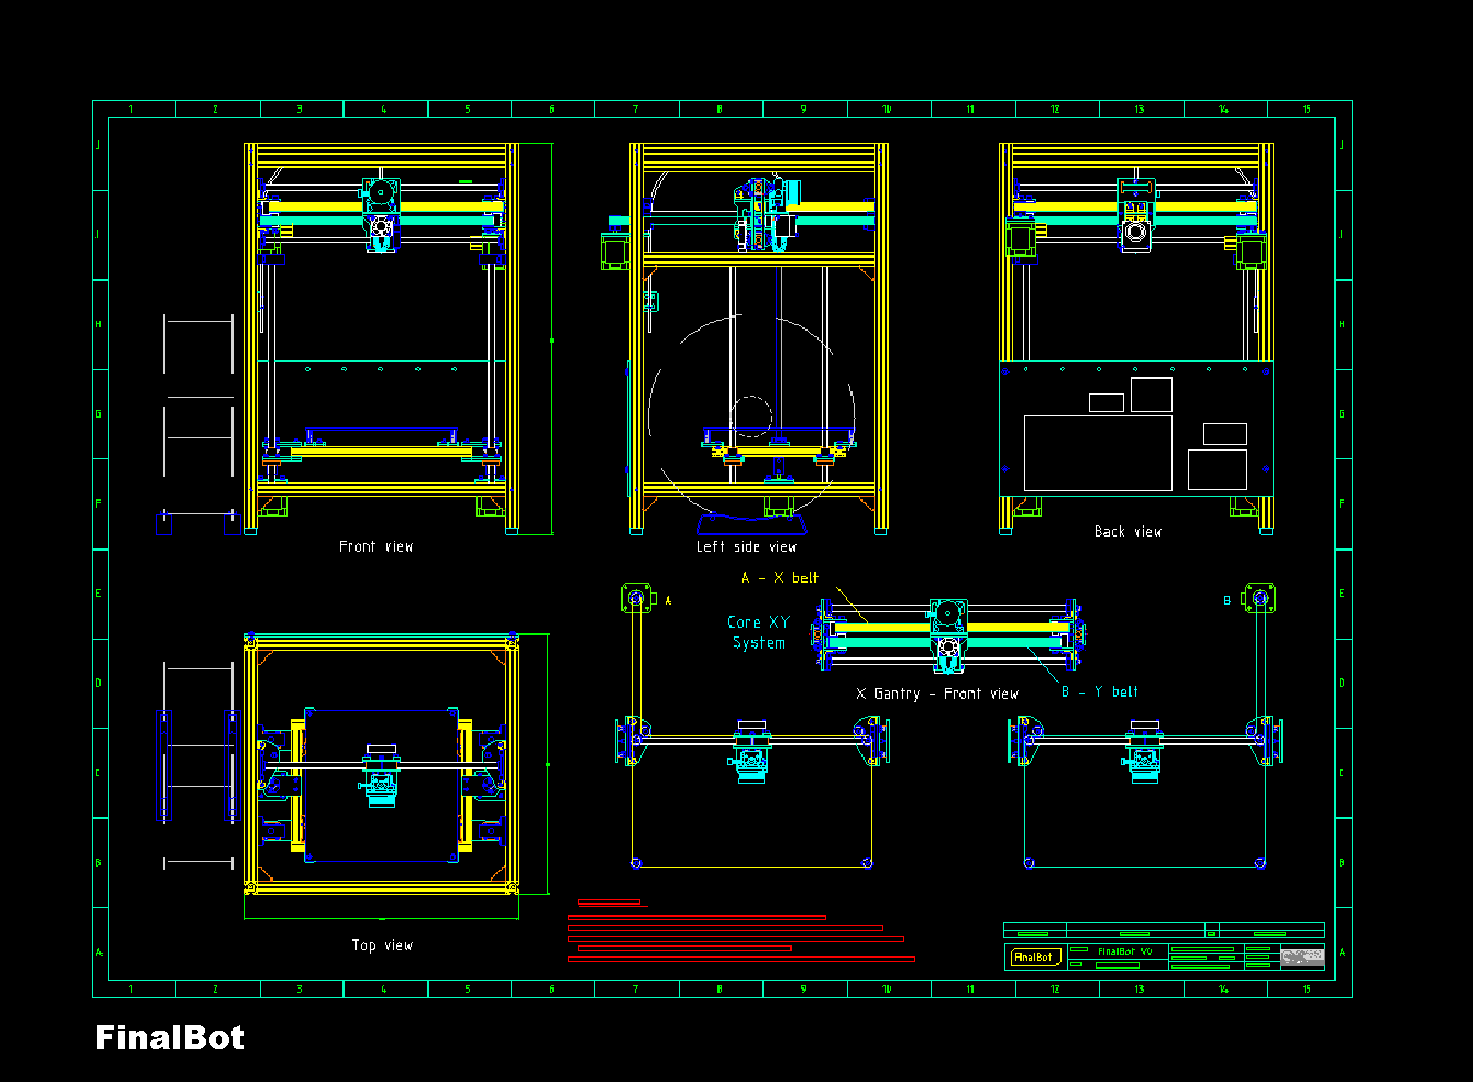 1 2 3 4 5 6 7 8 9 10 11 12 13 14 15
J J
J J
H H
G G
F F
Front view
Left side view
Back view
A - X belt
E E
A
B
Core XY
System
X Gantry - Front view
B - Y belt
D D
C C
B B
Top view
A A
FinalBot
FinalBot V0
1 2 3 4 5 6 7 8 9 10 11 12 13 14 15
FinalBot